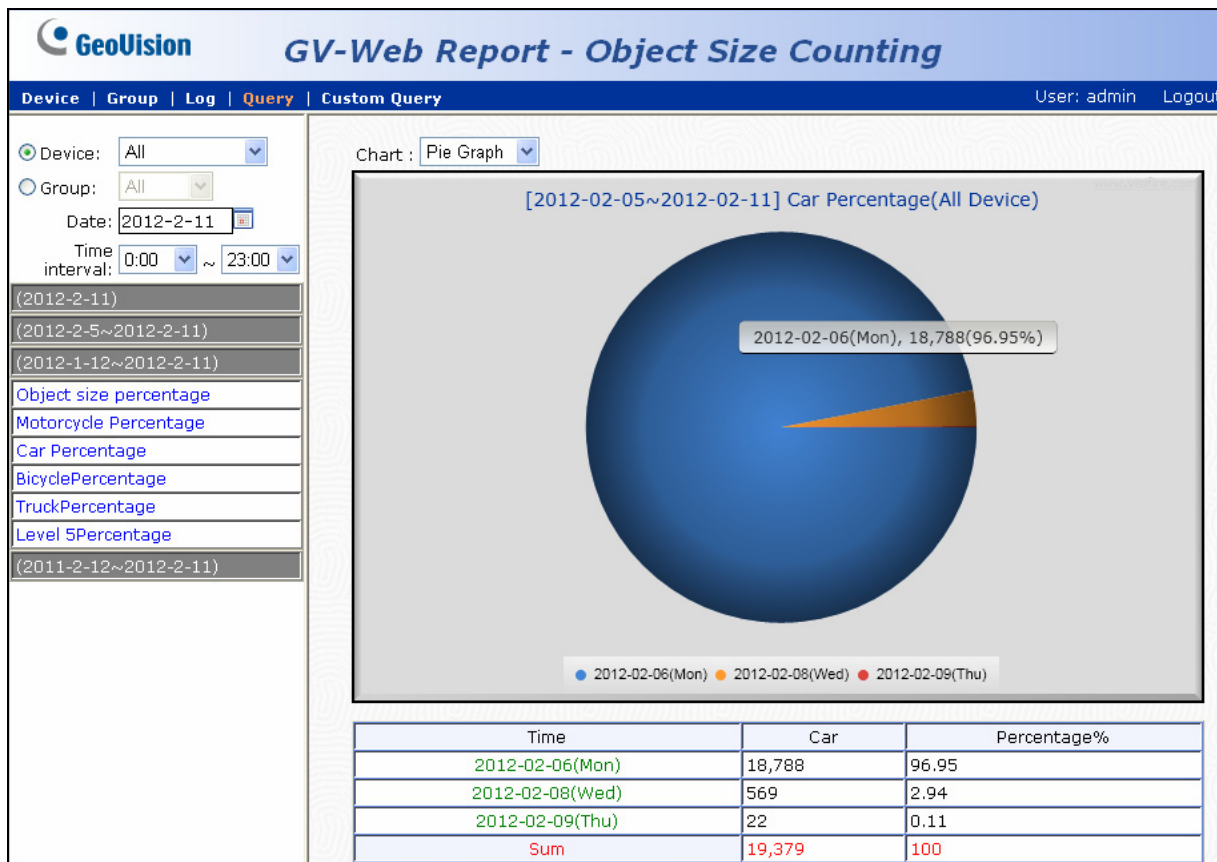 GeoVision
GV-Web Report - Object Size Counting
Device | Group | Log | Query | Custom Query
User: admin Logout
Device: All
Group: All
Date: 2012-2-11
Time interval: 0:00 ~ 23:00
(2012-2-11)
(2012-2-5~2012-2-11)
(2012-1-12~2012-2-11)
Object size percentage
Motorcycle Percentage
Car Percentage
BicyclePercentage
TruckPercentage
Level 5Percentage
(2011-2-12~2012-2-11)
Chart : Pie Graph
[2012-02-05~2012-02-11] Car Percentage(All Device)
2012-02-06(Mon), 18,788(96.95%)
2012-02-06(Mon) 2012-02-08(Wed) 2012-02-09(Thu)
Time Car Percentage%
2012-02-06(Mon) 18,788 96.95
2012-02-08(Wed) 569 2.94
2012-02-09(Thu) 22 0.11
Sum 19,379 100